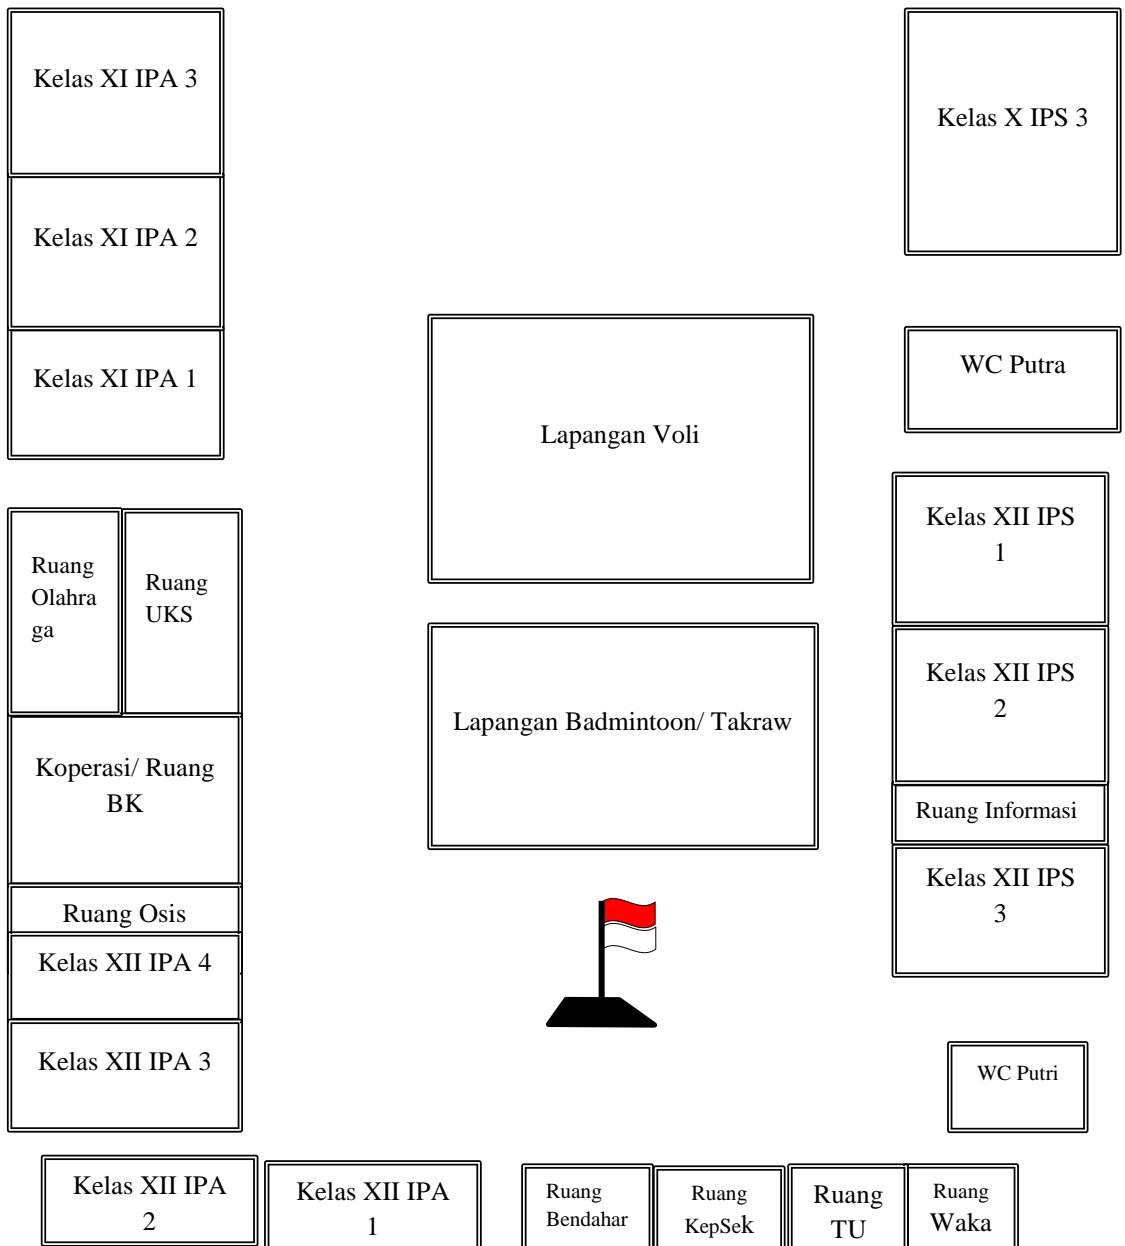 Kelas XI IPA 3
Kelas X IPS 3
Kelas XI IPA 2
Kelas XI IPA 1
WC Putra
Lapangan Voli
Kelas XII IPS
1
Ruang
Olahra
ga
Ruang
UKS
Kelas XII IPS
2
Lapangan Badmintoon/ Takraw
Koperasi/ Ruang
BK
Ruang Informasi
Kelas XII IPS
3
Ruang Osis
Kelas XII IPA 4
Kelas XII IPA 3
WC Putri
Kelas XII IPA
2
Kelas XII IPA
1
Ruang
Bendahar
Ruang
KepSek
Ruang
TU
Ruang
Waka